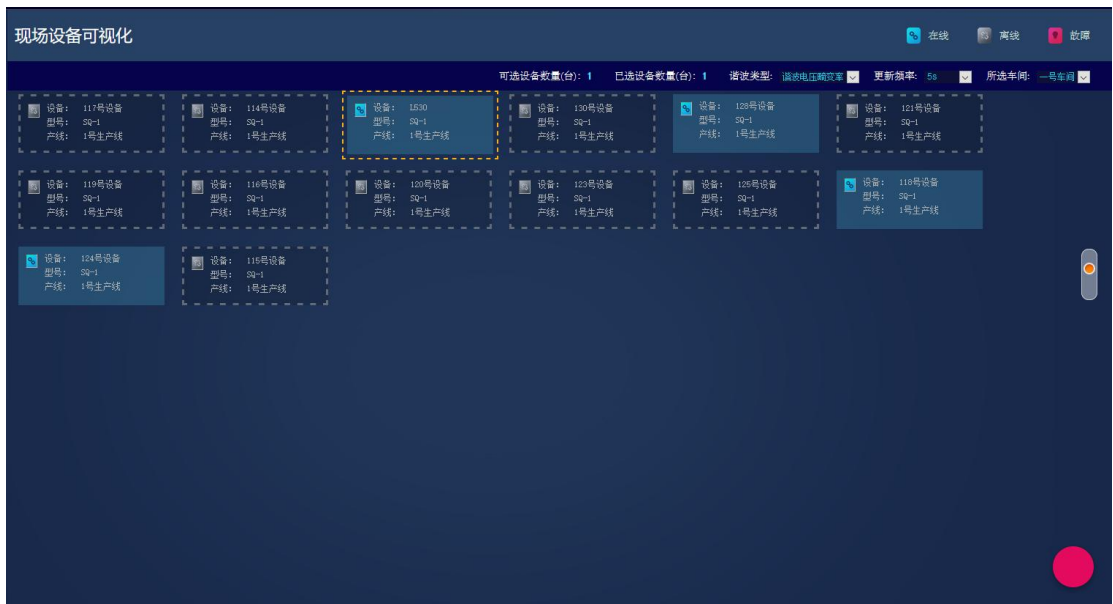 现场设备可视化
在线 离线 故障
可选设备数量(台): 1 已选设备数量(台): 1 谐波类型: 谐波电压畸变率 更新频率: 5s 所选车间: 一号车间
设备: 117号设备
型号: SQ-1
产线: 1号生产线
设备: 114号设备
型号: SQ-1
产线: 1号生产线
设备: L530
型号: SQ-1
产线: 1号生产线
设备: 130号设备
型号: SQ-1
产线: 1号生产线
设备: 128号设备
型号: SQ-1
产线: 1号生产线
设备: 121号设备
型号: SQ-1
产线: 1号生产线
设备: 119号设备
型号: SQ-1
产线: 1号生产线
设备: 116号设备
型号: SQ-1
产线: 1号生产线
设备: 120号设备
型号: SQ-1
产线: 1号生产线
设备: 123号设备
型号: SQ-1
产线: 1号生产线
设备: 125号设备
型号: SQ-1
产线: 1号生产线
设备: 118号设备
型号: SQ-1
产线: 1号生产线
设备: 124号设备
型号: SQ-1
产线: 1号生产线
设备: 115号设备
型号: SQ-1
产线: 1号生产线